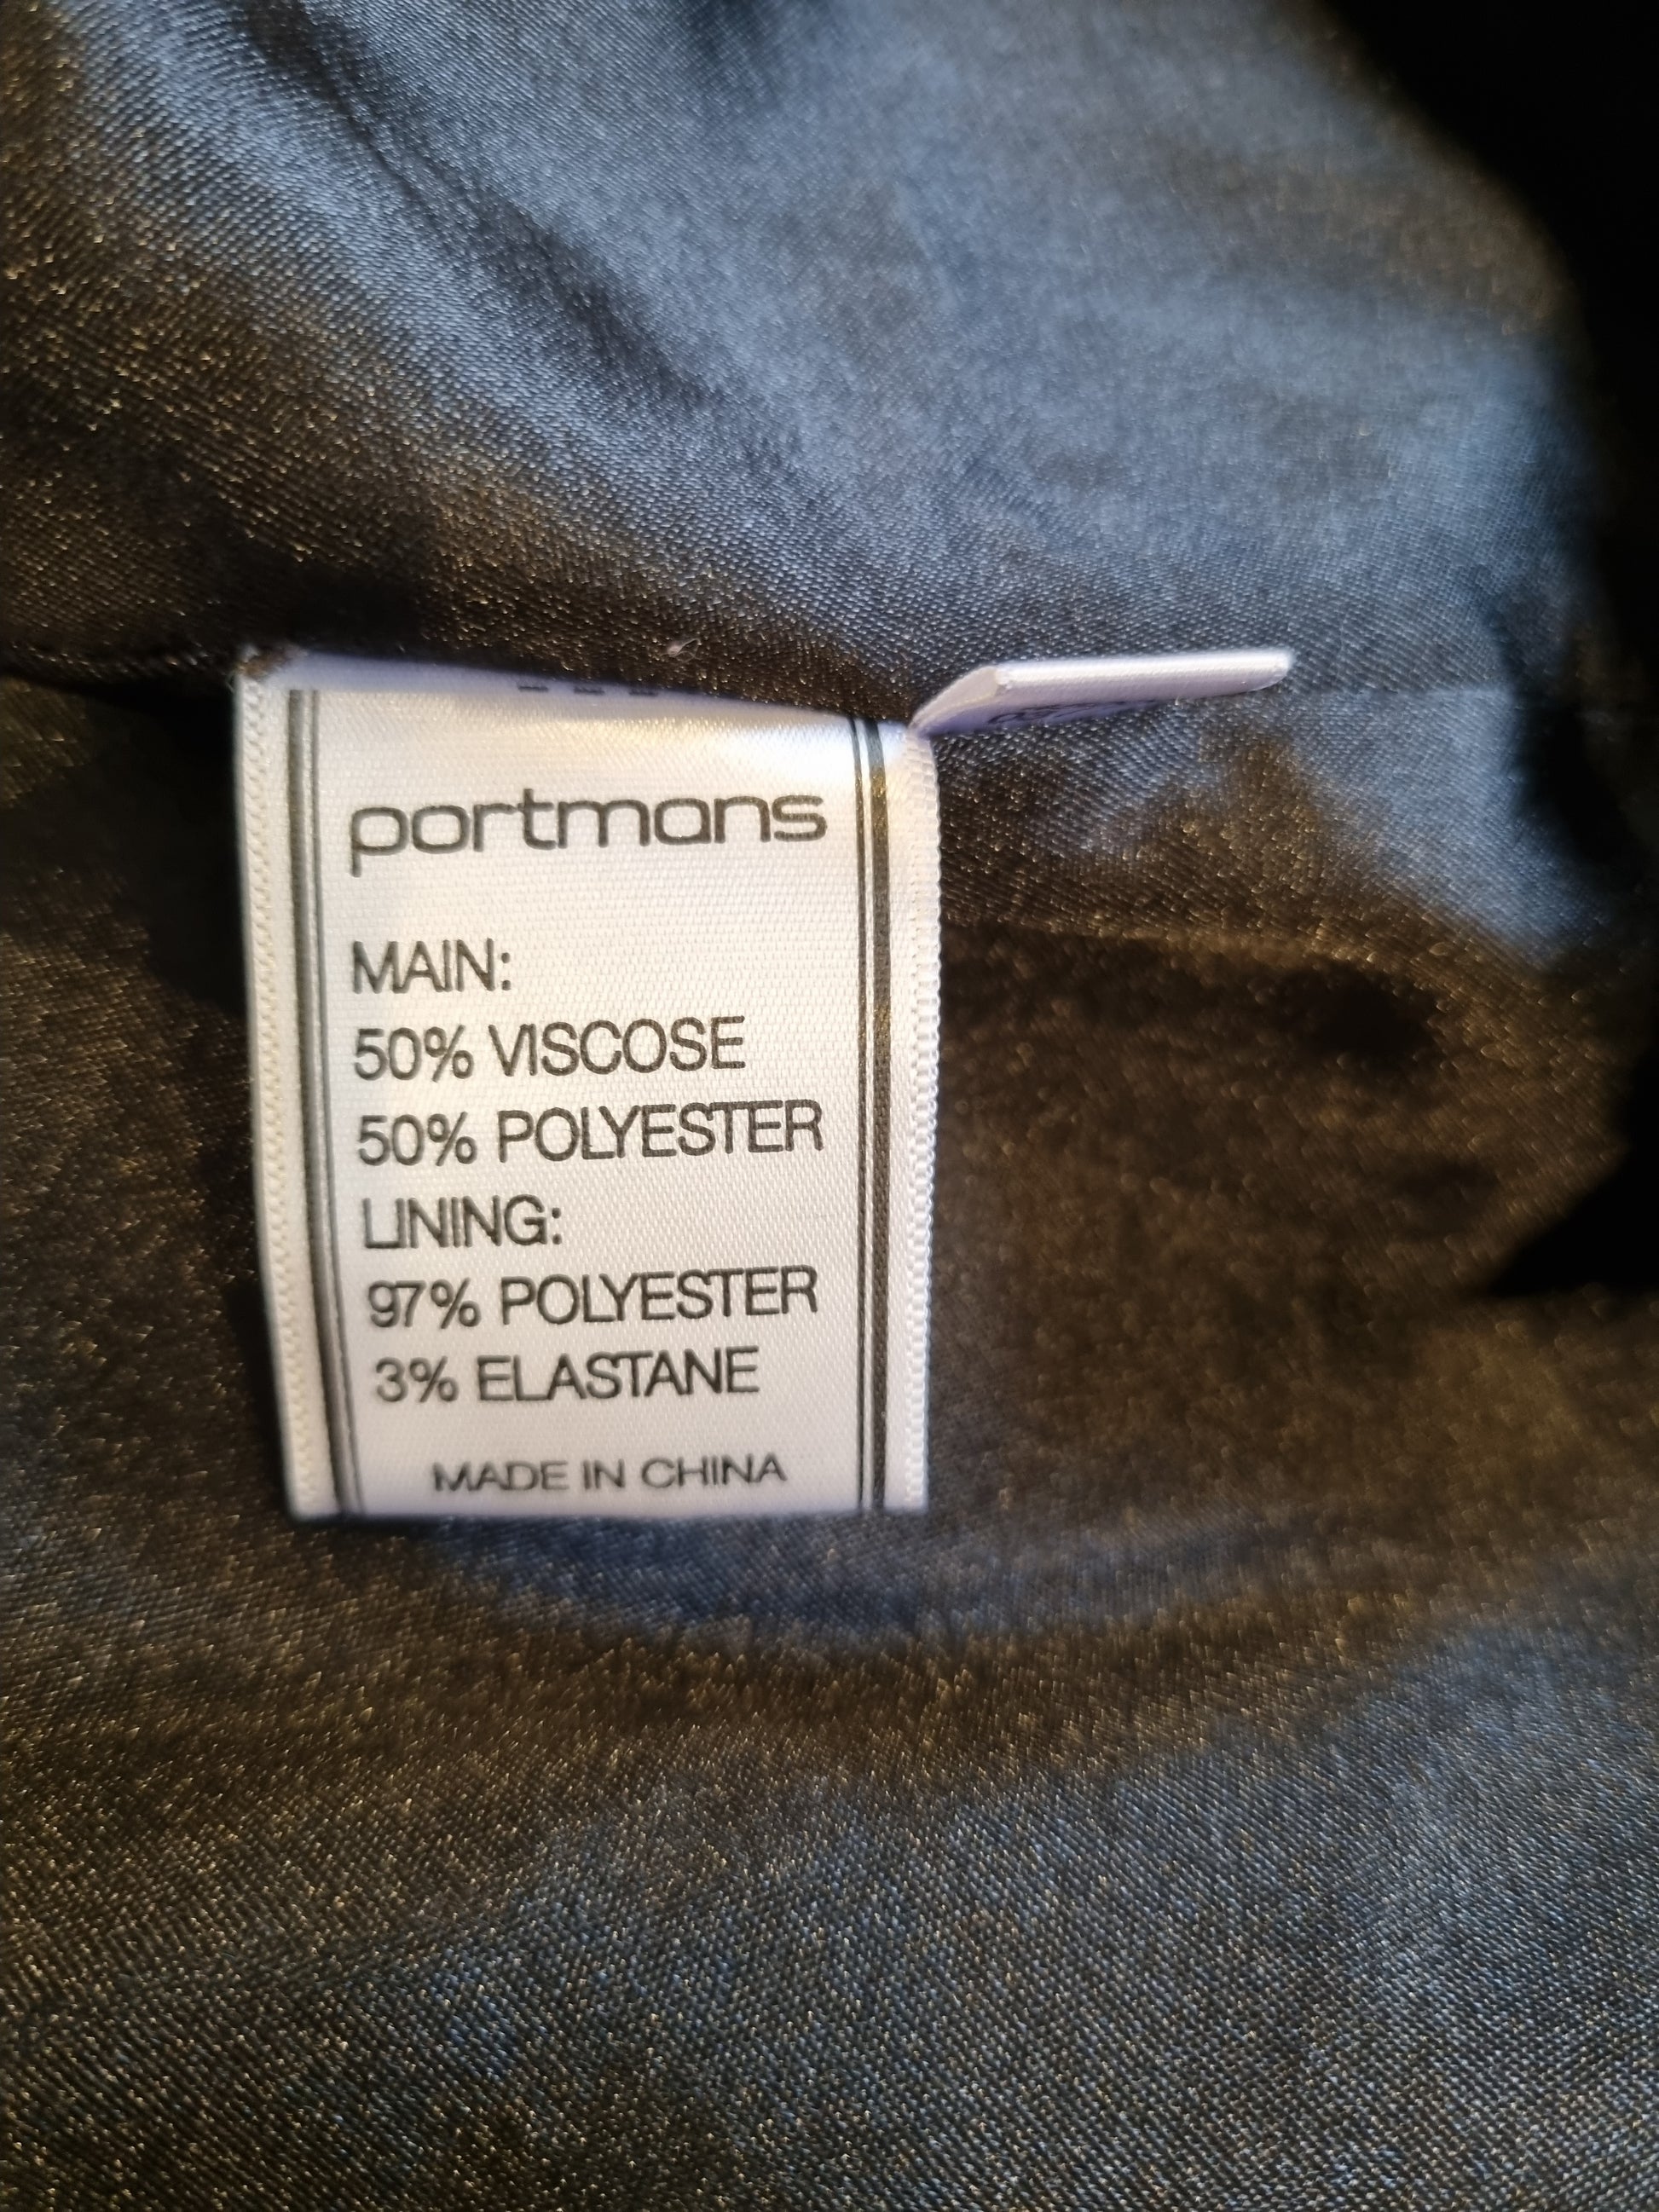 portmans
MAIN:
50% VISCOSE
50% POLYESTER
LINING:
97% POLYESTER
3% ELASTANE
MADE IN CHINA